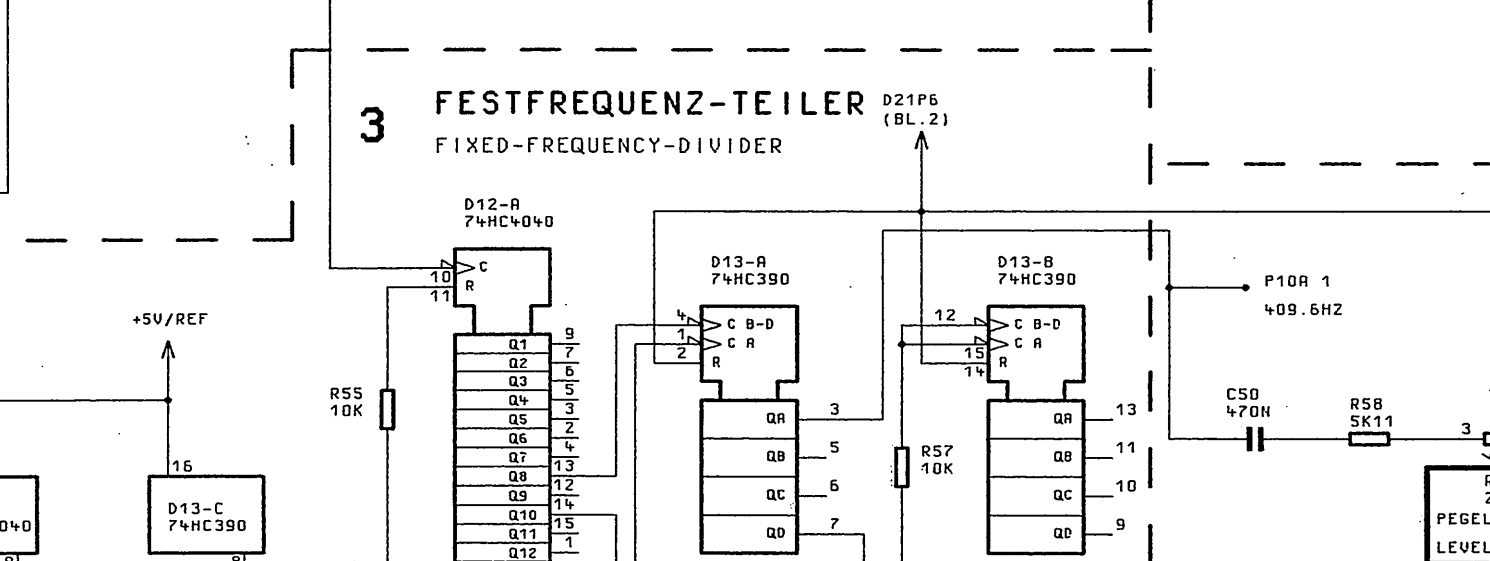 3
FESTFREQUENZ-TEILER
FIXED-FREQUENCY-DIVIDER
D21P6
(BL.2)
D12-A
74HC4040
C
R
10
11
Q1 9
Q2 7
Q3 6
Q4 5
Q5 3
Q6 2
Q7 4
Q8 13
Q9 12
Q10 14
Q11 15
Q12 1
+5V/REF
16
D13-C
74HC390
040
R55
10K
D13-A
74HC390
4
1
2
C B-D
C A
R
QA 3
QB 5
QC 6
QD 7
D13-B
74HC390
12
15
14
C B-D
C A
R
QA 13
QB 11
QC 10
QD 9
R57
10K
P10A 1
409.6HZ
C50
470N
R58
5K11
3
PEGEL
LEVEL